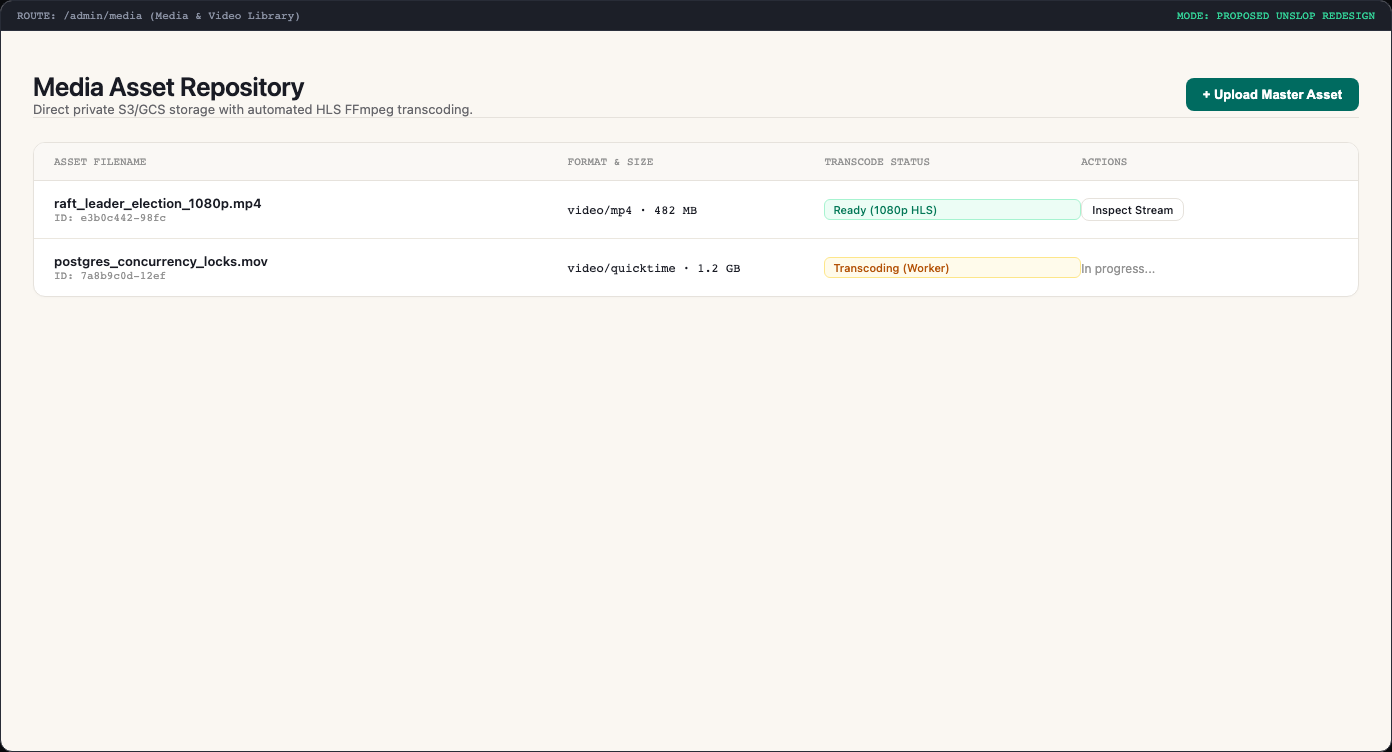 ROUTE: /admin/media (Media & Video Library)
MODE: PROPOSED UNSLOP REDESIGN
Media Asset Repository
Direct private S3/GCS storage with automated HLS FFmpeg transcoding.
+ Upload Master Asset
ASSET FILENAME
FORMAT & SIZE
TRANSCODE STATUS
ACTIONS
raft_leader_election_1080p.mp4
ID: e3b0c442-98fc
video/mp4 · 482 MB
Ready (1080p HLS)
Inspect Stream
postgres_concurrency_locks.mov
ID: 7a8b9c0d-12ef
video/quicktime · 1.2 GB
Transcoding (Worker)
In progress...